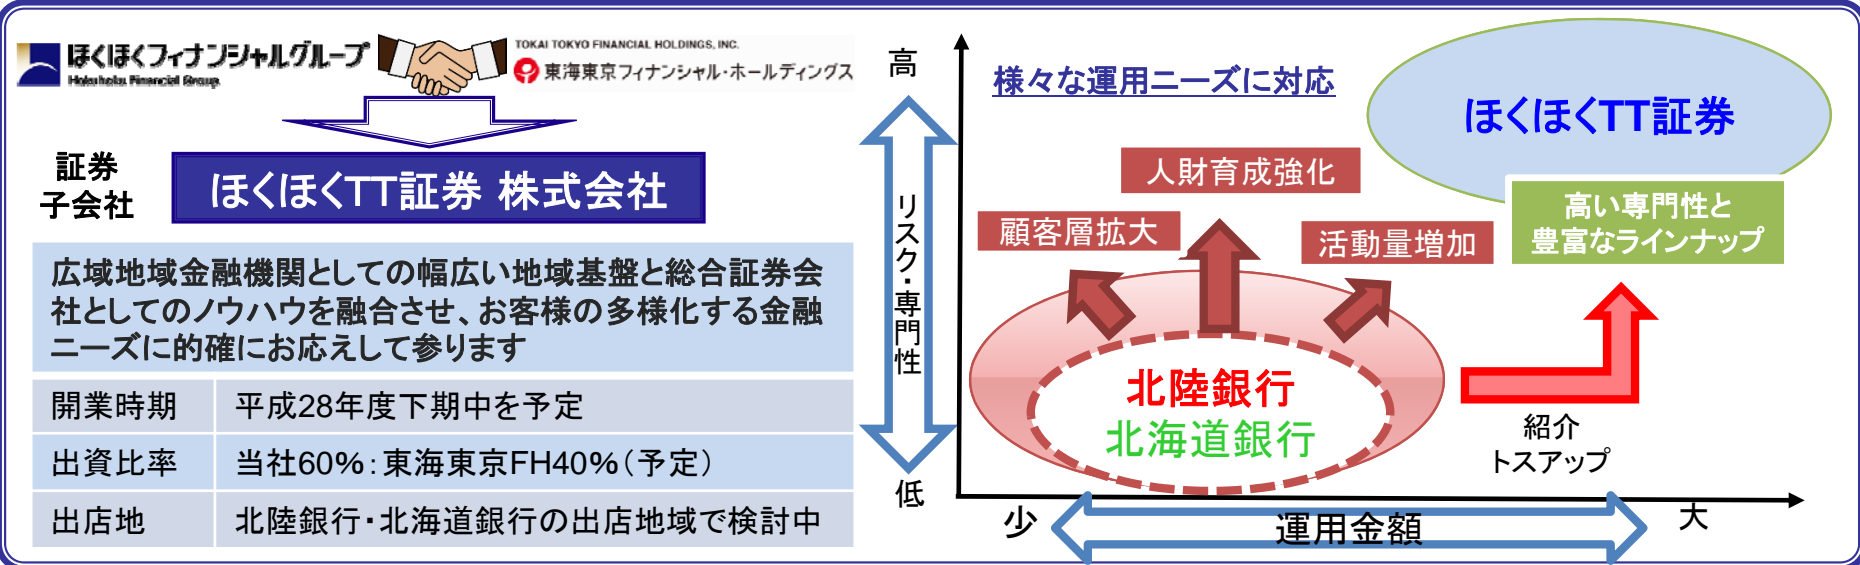 ほくほくフィナンシャルグループ
Hokuhoku Financial Group
TOKAI TOKYO FINANCIAL HOLDINGS, INC.
東海東京フィナンシャル・ホールディングス
証券
子会社
ほくほくTT証券 株式会社
広域地域金融機関としての幅広い地域基盤と総合証券会
社としてのノウハウを融合させ、お客様の多様化する金融
ニーズに的確にお応えして参ります
開業時期 平成28年度下期中を予定
出資比率 当社60%：東海東京FH40%（予定）
出店地 北陸銀行・北海道銀行の出店地域で検討中
高
リスク・専門性
低
様々な運用ニーズに対応
ほくほくTT証券
高い専門性と
豊富なラインナップ
人財育成強化
顧客層拡大
活動量増加
北陸銀行
北海道銀行
紹介
トスアップ
少
運用金額
大